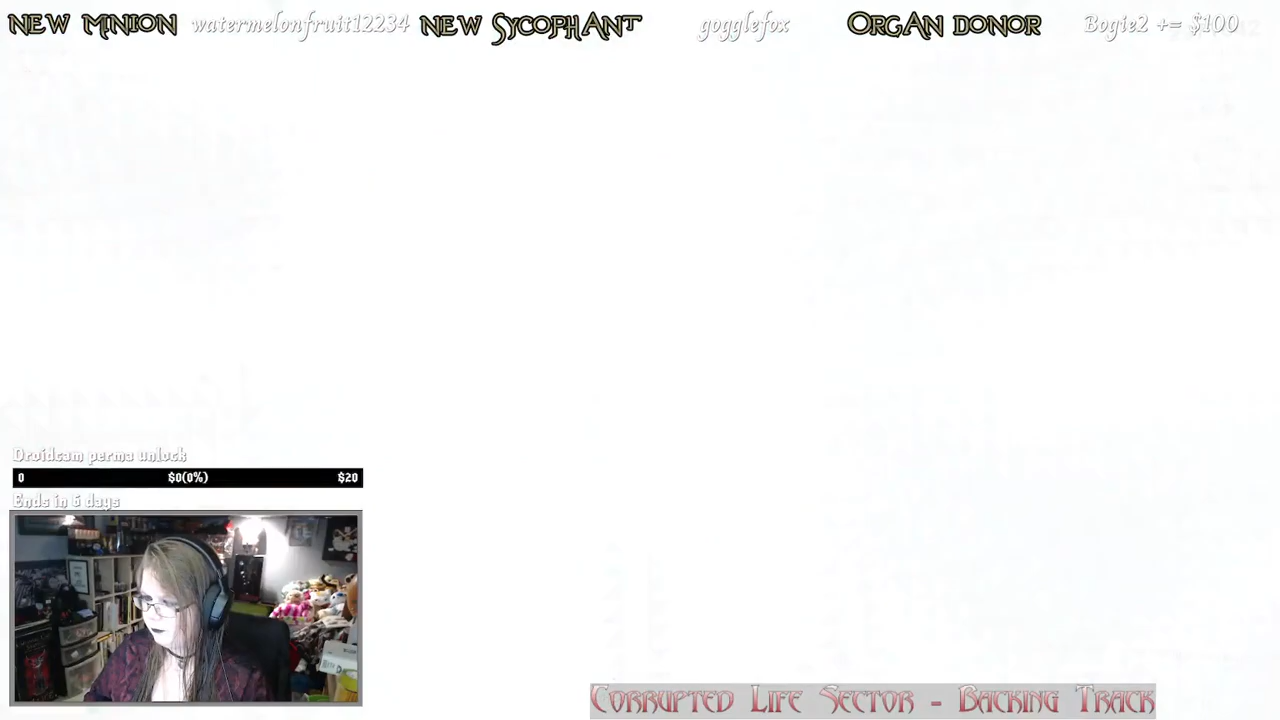 NEW MINION watermelonfruit12234 NEW SYCOPHANT gogglefox ORGAN DONOR Bogie2 += $100
Droidcam perma unlock
0 $0(0%) $20
Ends in 6 days
CORRUPTED LIFE SECTOR - BACKING TRACK